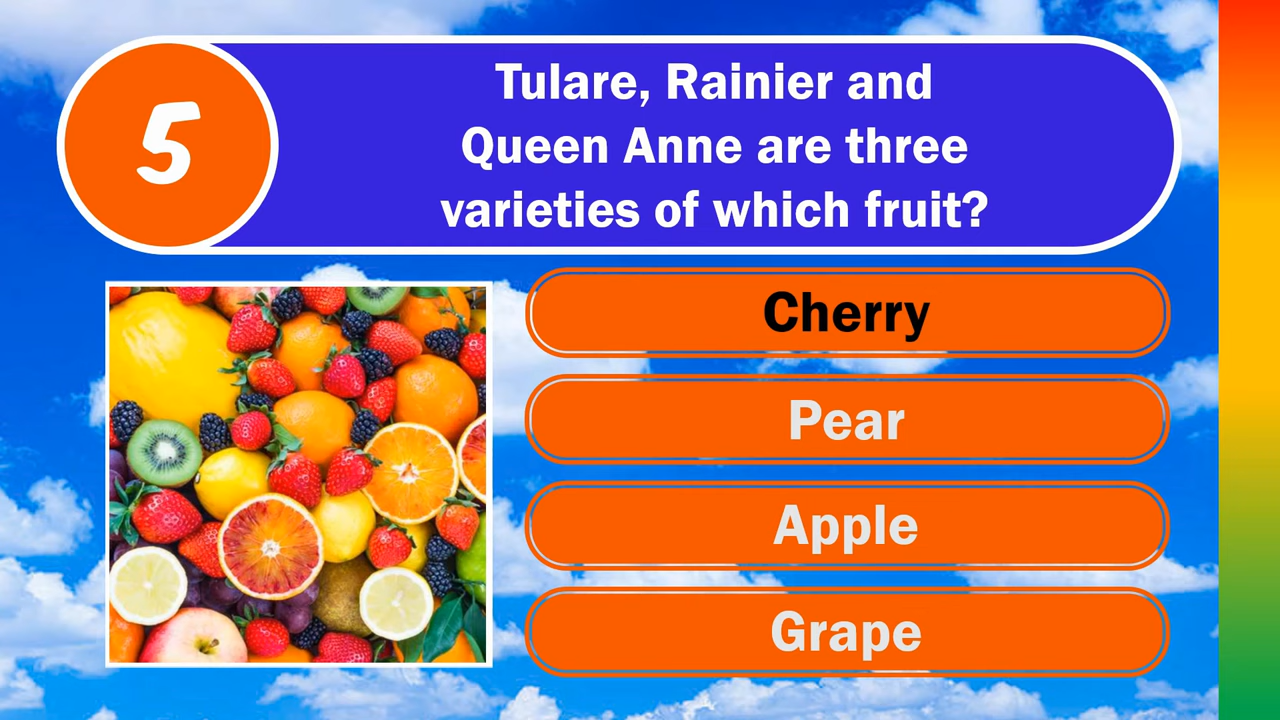 5
Tulare, Rainier and
Queen Anne are three
varieties of which fruit?
Cherry
Pear
Apple
Grape